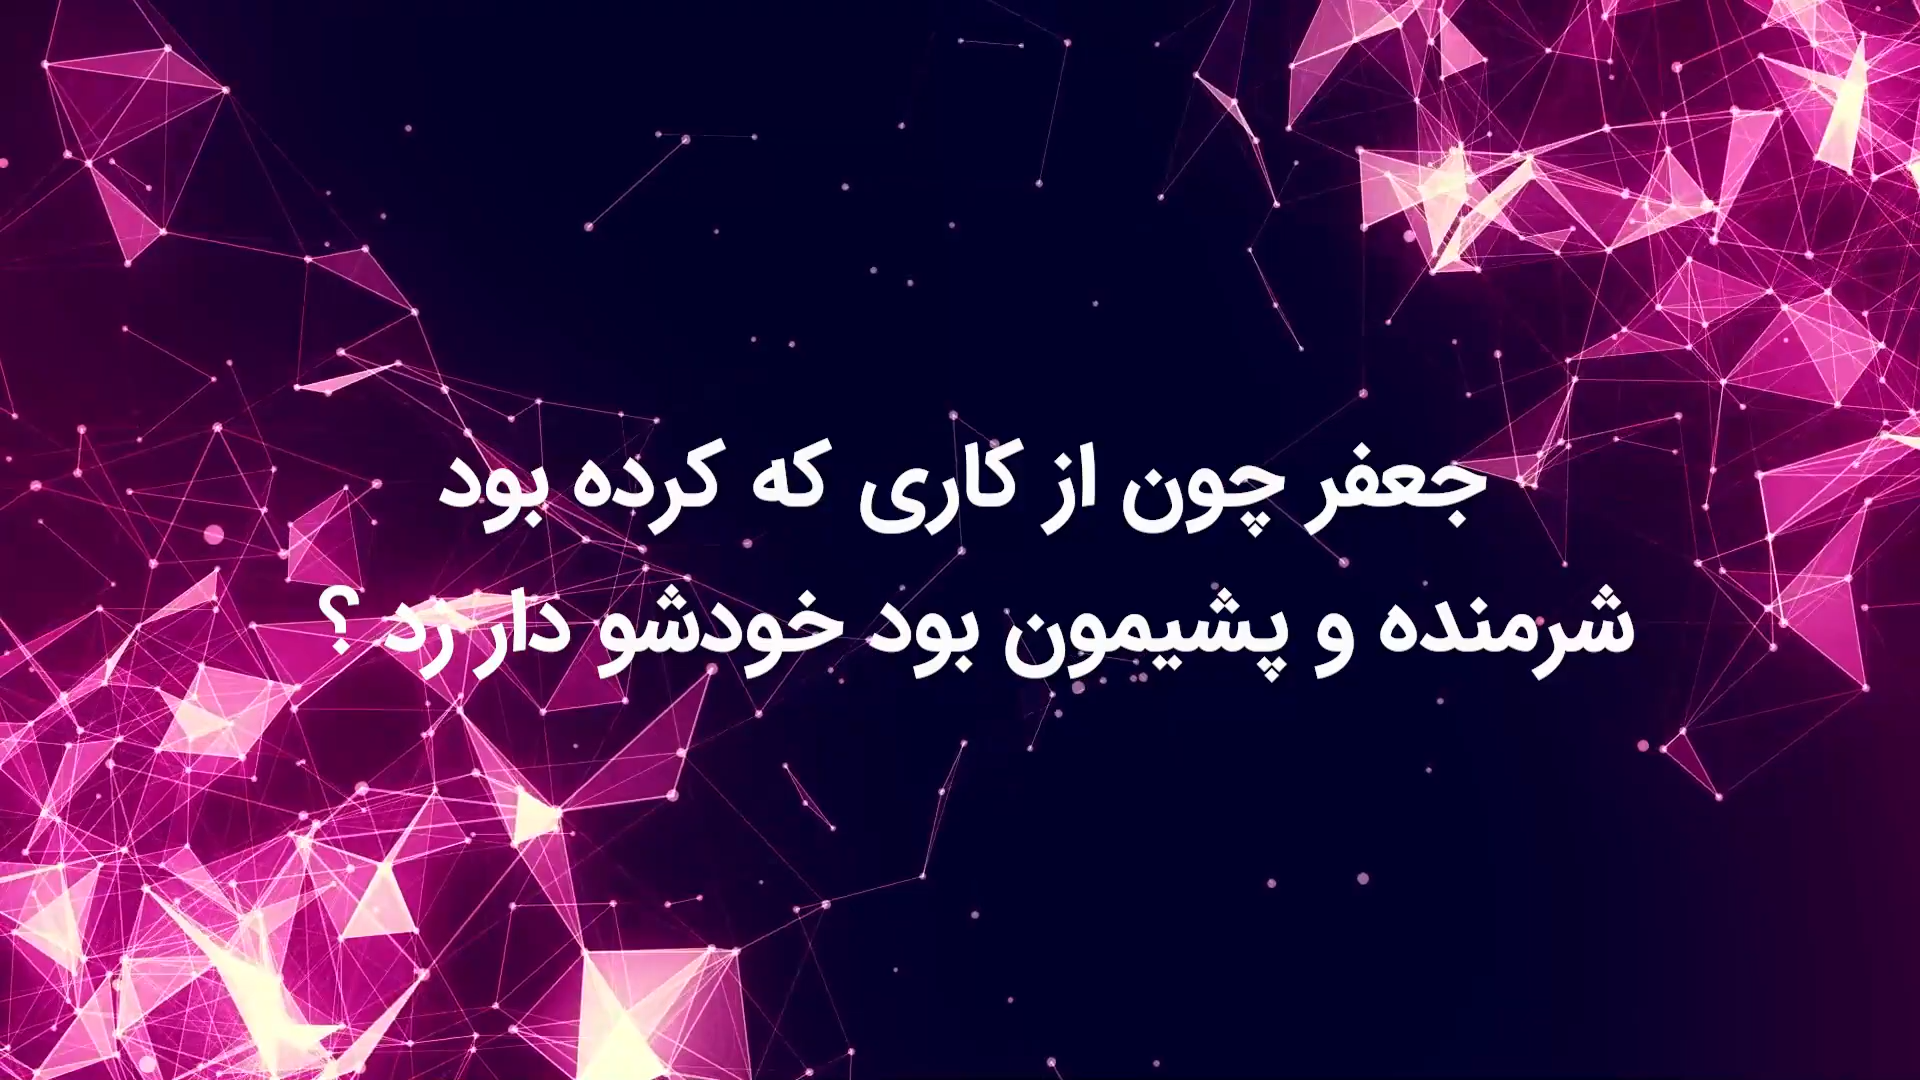 جعفر چون از کاری که کرده بود
شرمنده و پشیمون بود خودشو دار زد ؟